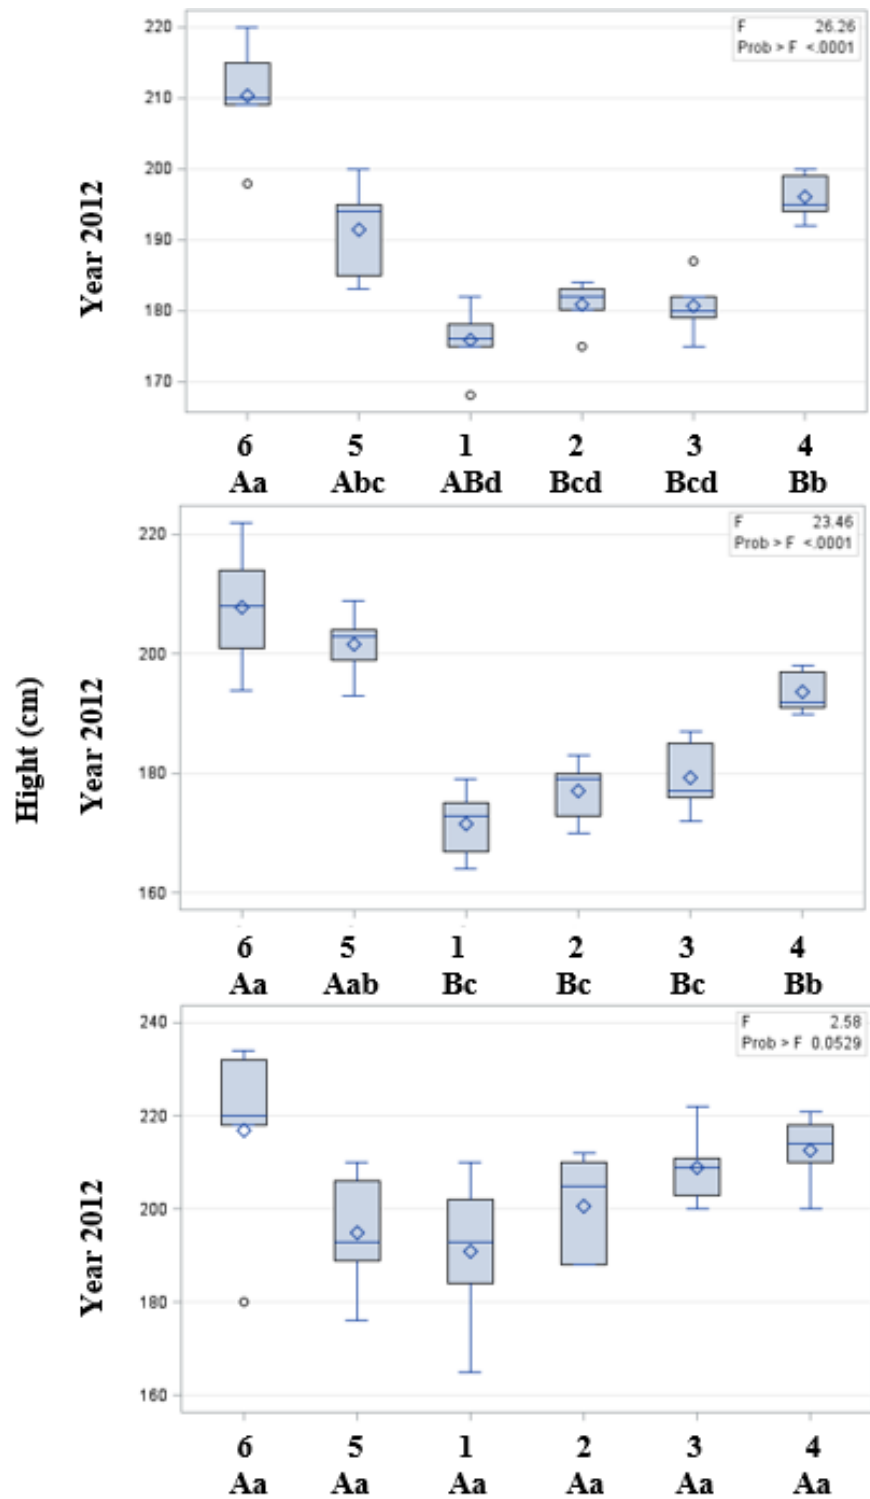 Hight (cm)
Year 2012
F 26.26
Prob > F <.0001
220
210
200
190
180
170
6 5 1 2 3 4
Aa Abc ABd Bcd Bcd Bb
Year 2012
F 23.46
Prob > F <.0001
220
200
180
160
6 5 1 2 3 4
Aa Aab Bc Bc Bc Bb
Year 2012
F 2.58
Prob > F 0.0529
240
220
200
180
160
6 5 1 2 3 4
Aa Aa Aa Aa Aa Aa